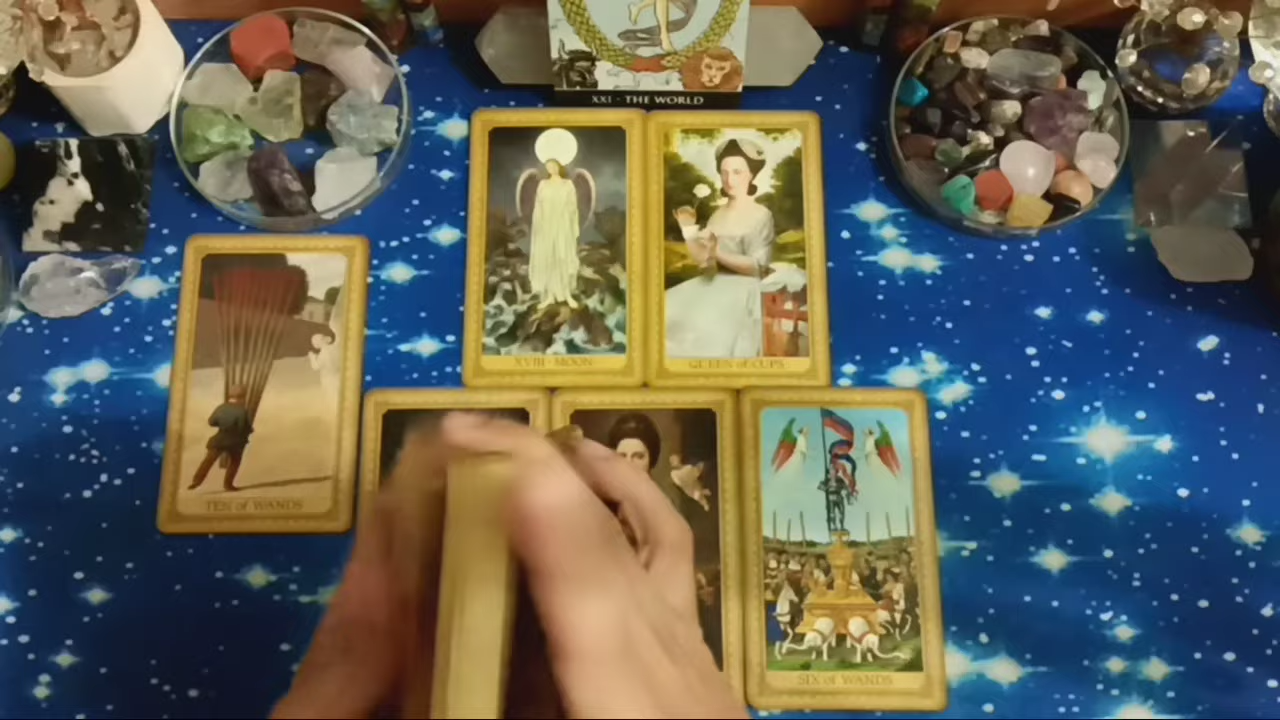 XXI · THE WORLD
XVIII · MOON
QUEEN of CUPS
TEN of WANDS
SIX of WANDS